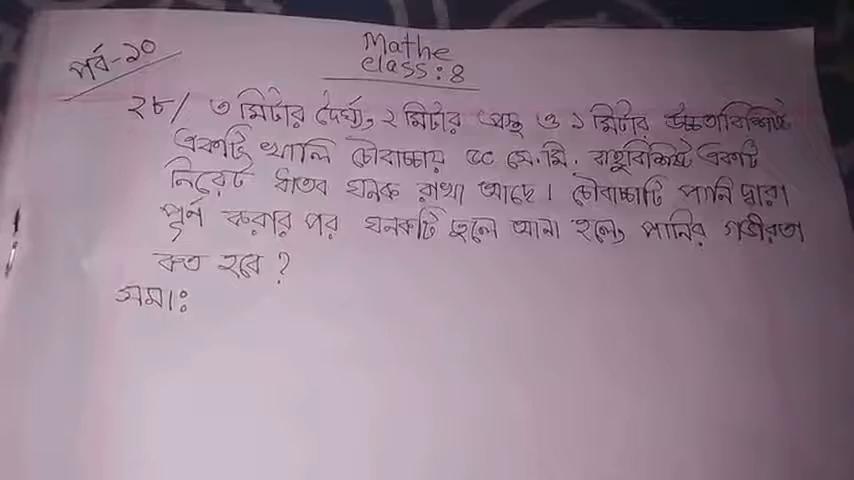 পর্ব-১০
Mathe
class: 8
২৮/ ৩ মিটার দৈর্ঘ্য, ২ মিটার প্রস্থ ও ১ মিটার উচ্চতাবিশিষ্ট
একটি খালি চৌবাচ্চায় ৫০ সে.মি. বাহুবিশিষ্ট একটি
নিরেট ধাতব ঘনক রাখা আছে। চৌবাচ্চাটি পানি দ্বারা
পূর্ণ করার পর ঘনকটি তুলে আনা হলে, পানির গভীরতা
কত হবে?
সমা: